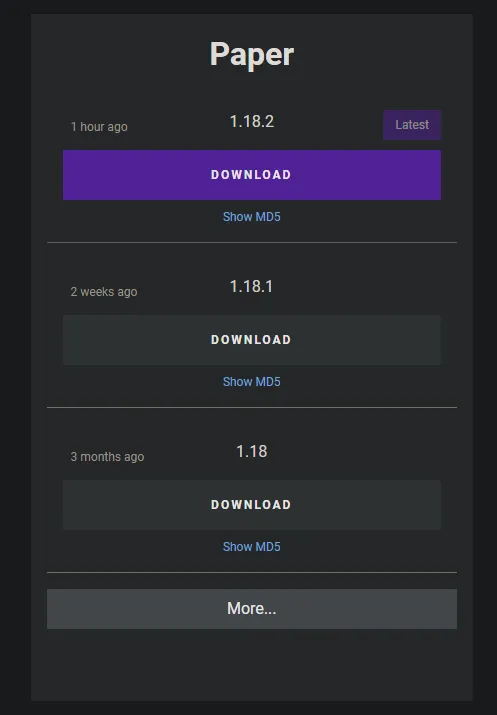 Paper
1 hour ago 1.18.2 Latest
DOWNLOAD
Show MD5
2 weeks ago 1.18.1
DOWNLOAD
Show MD5
3 months ago 1.18
DOWNLOAD
Show MD5
More...